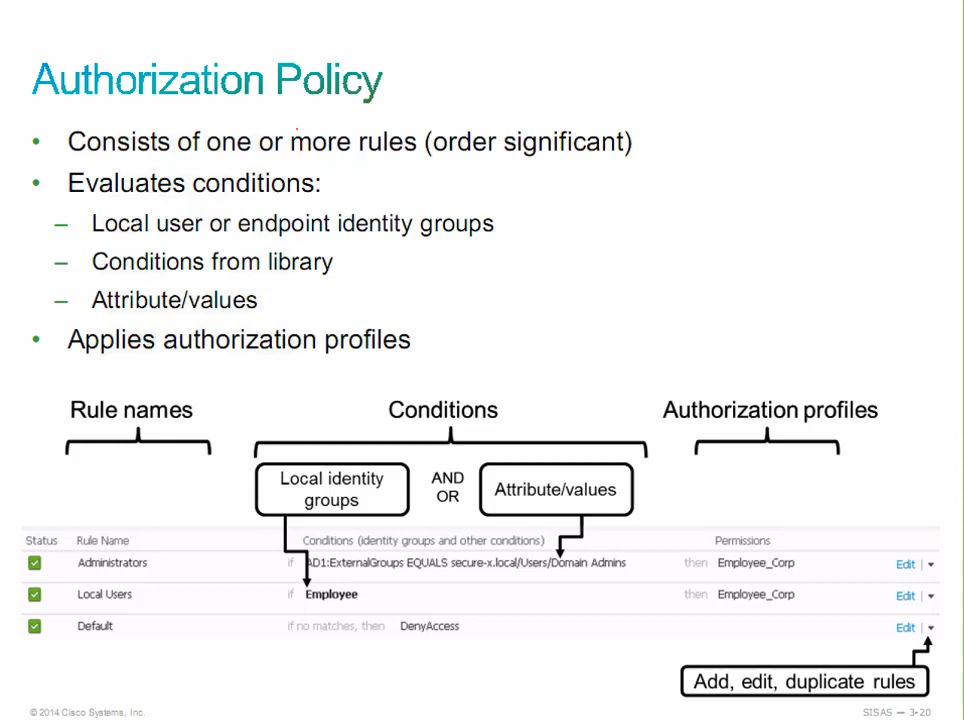 Authorization Policy
• Consists of one or more rules (order significant)
• Evaluates conditions:
– Local user or endpoint identity groups
– Conditions from library
– Attribute/values
• Applies authorization profiles
Rule names
Conditions
Authorization profiles
Local identity
groups
AND
OR
Attribute/values
Status Rule Name Conditions (identity groups and other conditions) Permissions
Administrators if AD1:ExternalGroups EQUALS secure-x.local/Users/Domain Admins then Employee_Corp Edit |
Local Users if Employee then Employee_Corp Edit |
Default if no matches, then DenyAccess Edit |
Add, edit, duplicate rules
© 2014 Cisco Systems, Inc.
SISAS — 3-20